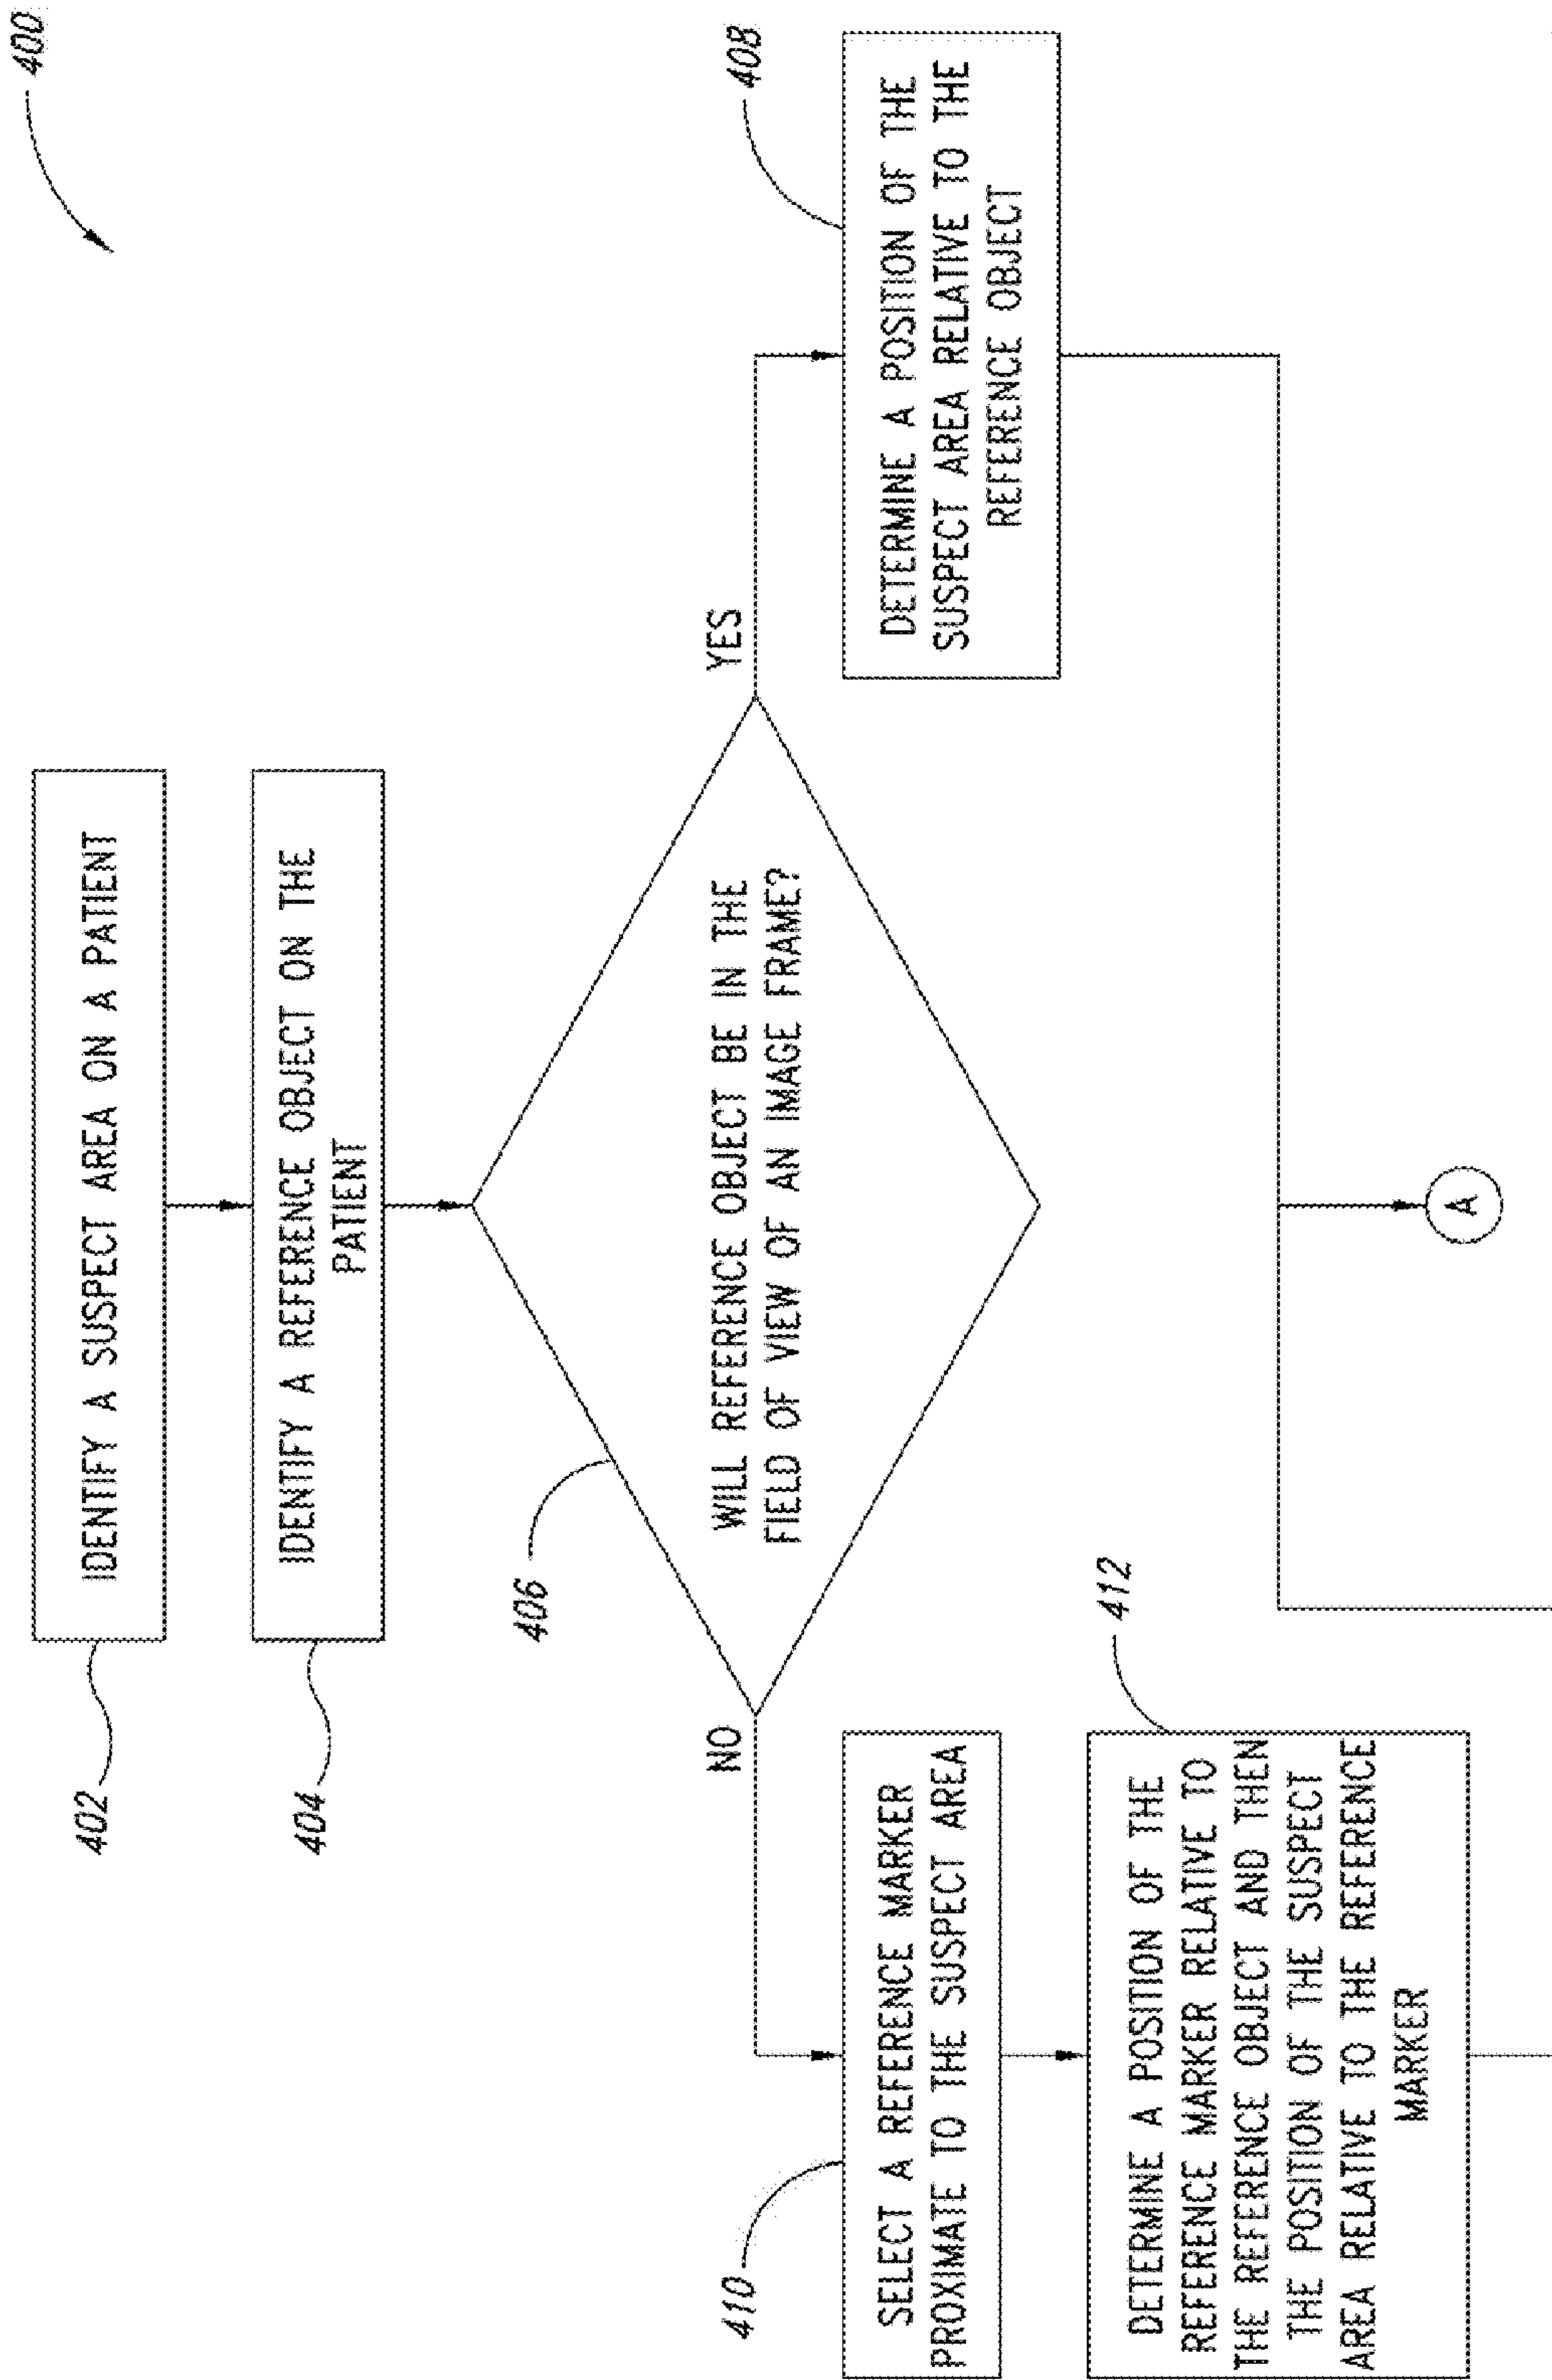 400
402
IDENTIFY A SUSPECT AREA ON A PATIENT
404
IDENTIFY A REFERENCE OBJECT ON THE
PATIENT
406
WILL REFERENCE OBJECT BE IN THE
FIELD OF VIEW OF AN IMAGE FRAME?
NO
YES
410
SELECT A REFERENCE MARKER
PROXIMATE TO THE SUSPECT AREA
408
DETERMINE A POSITION OF THE
SUSPECT AREA RELATIVE TO THE
REFERENCE OBJECT
412
DETERMINE A POSITION OF THE
REFERENCE MARKER RELATIVE TO
THE REFERENCE OBJECT AND THEN
THE POSITION OF THE SUSPECT
AREA RELATIVE TO THE REFERENCE
MARKER
A